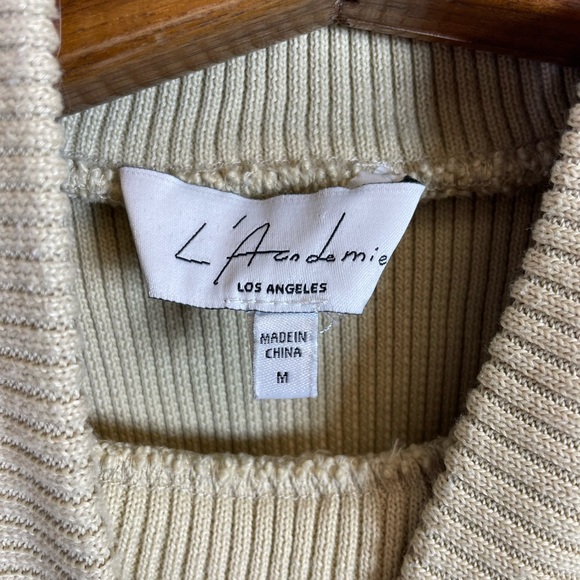 L'Academie
LOS ANGELES
MADE IN
CHINA
M